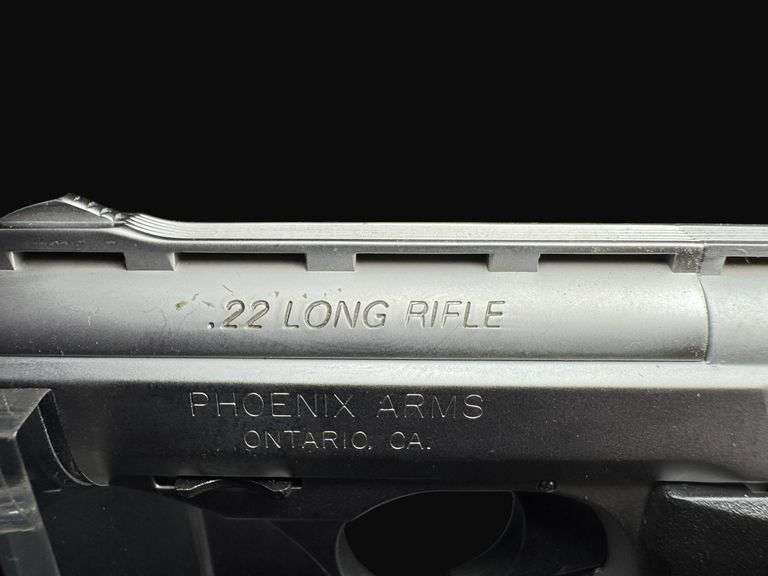 .22 LONG RIFLE
PHOENIX ARMS
ONTARIO, CA.